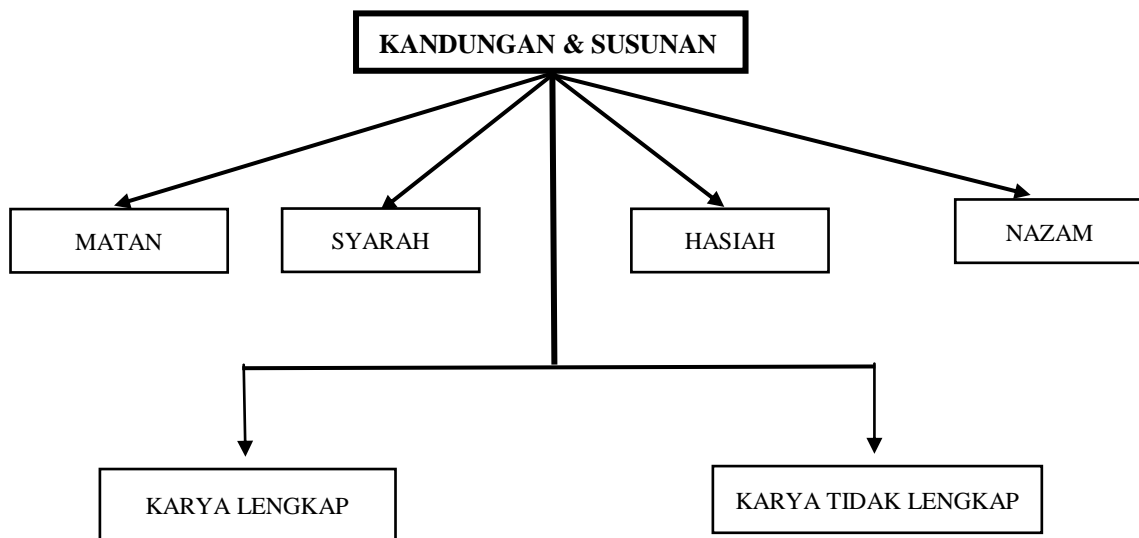 KANDUNGAN & SUSUNAN
MATAN
SYARAH
HASIAH
NAZAM
KARYA LENGKAP
KARYA TIDAK LENGKAP